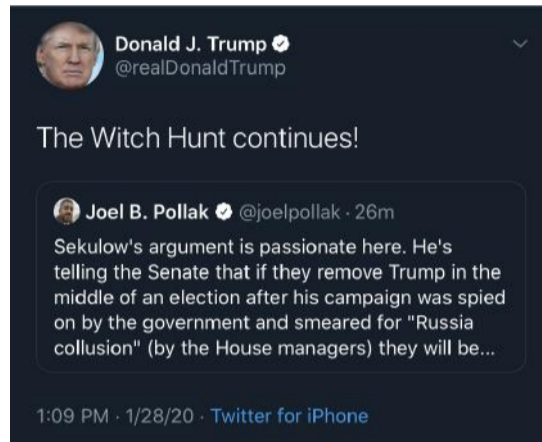 Donald J. Trump
@realDonaldTrump
The Witch Hunt continues!
Joel B. Pollak @joelpollak · 26m
Sekulow's argument is passionate here. He's
telling the Senate that if they remove Trump in the
middle of an election after his campaign was spied
on by the government and smeared for "Russia
collusion" (by the House managers) they will be...
1:09 PM · 1/28/20 · Twitter for iPhone